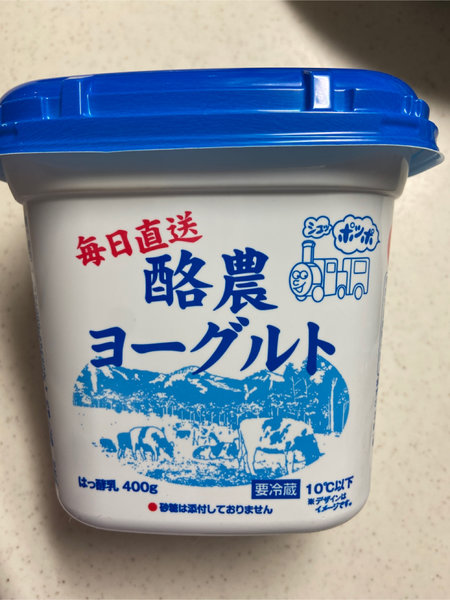 毎日直送
シュッ
ポッポ
酪農
ヨーグルト
はっ酵乳 400g
要冷蔵 10℃以下
※デザインは
イメージです。
●砂糖は添付しておりません